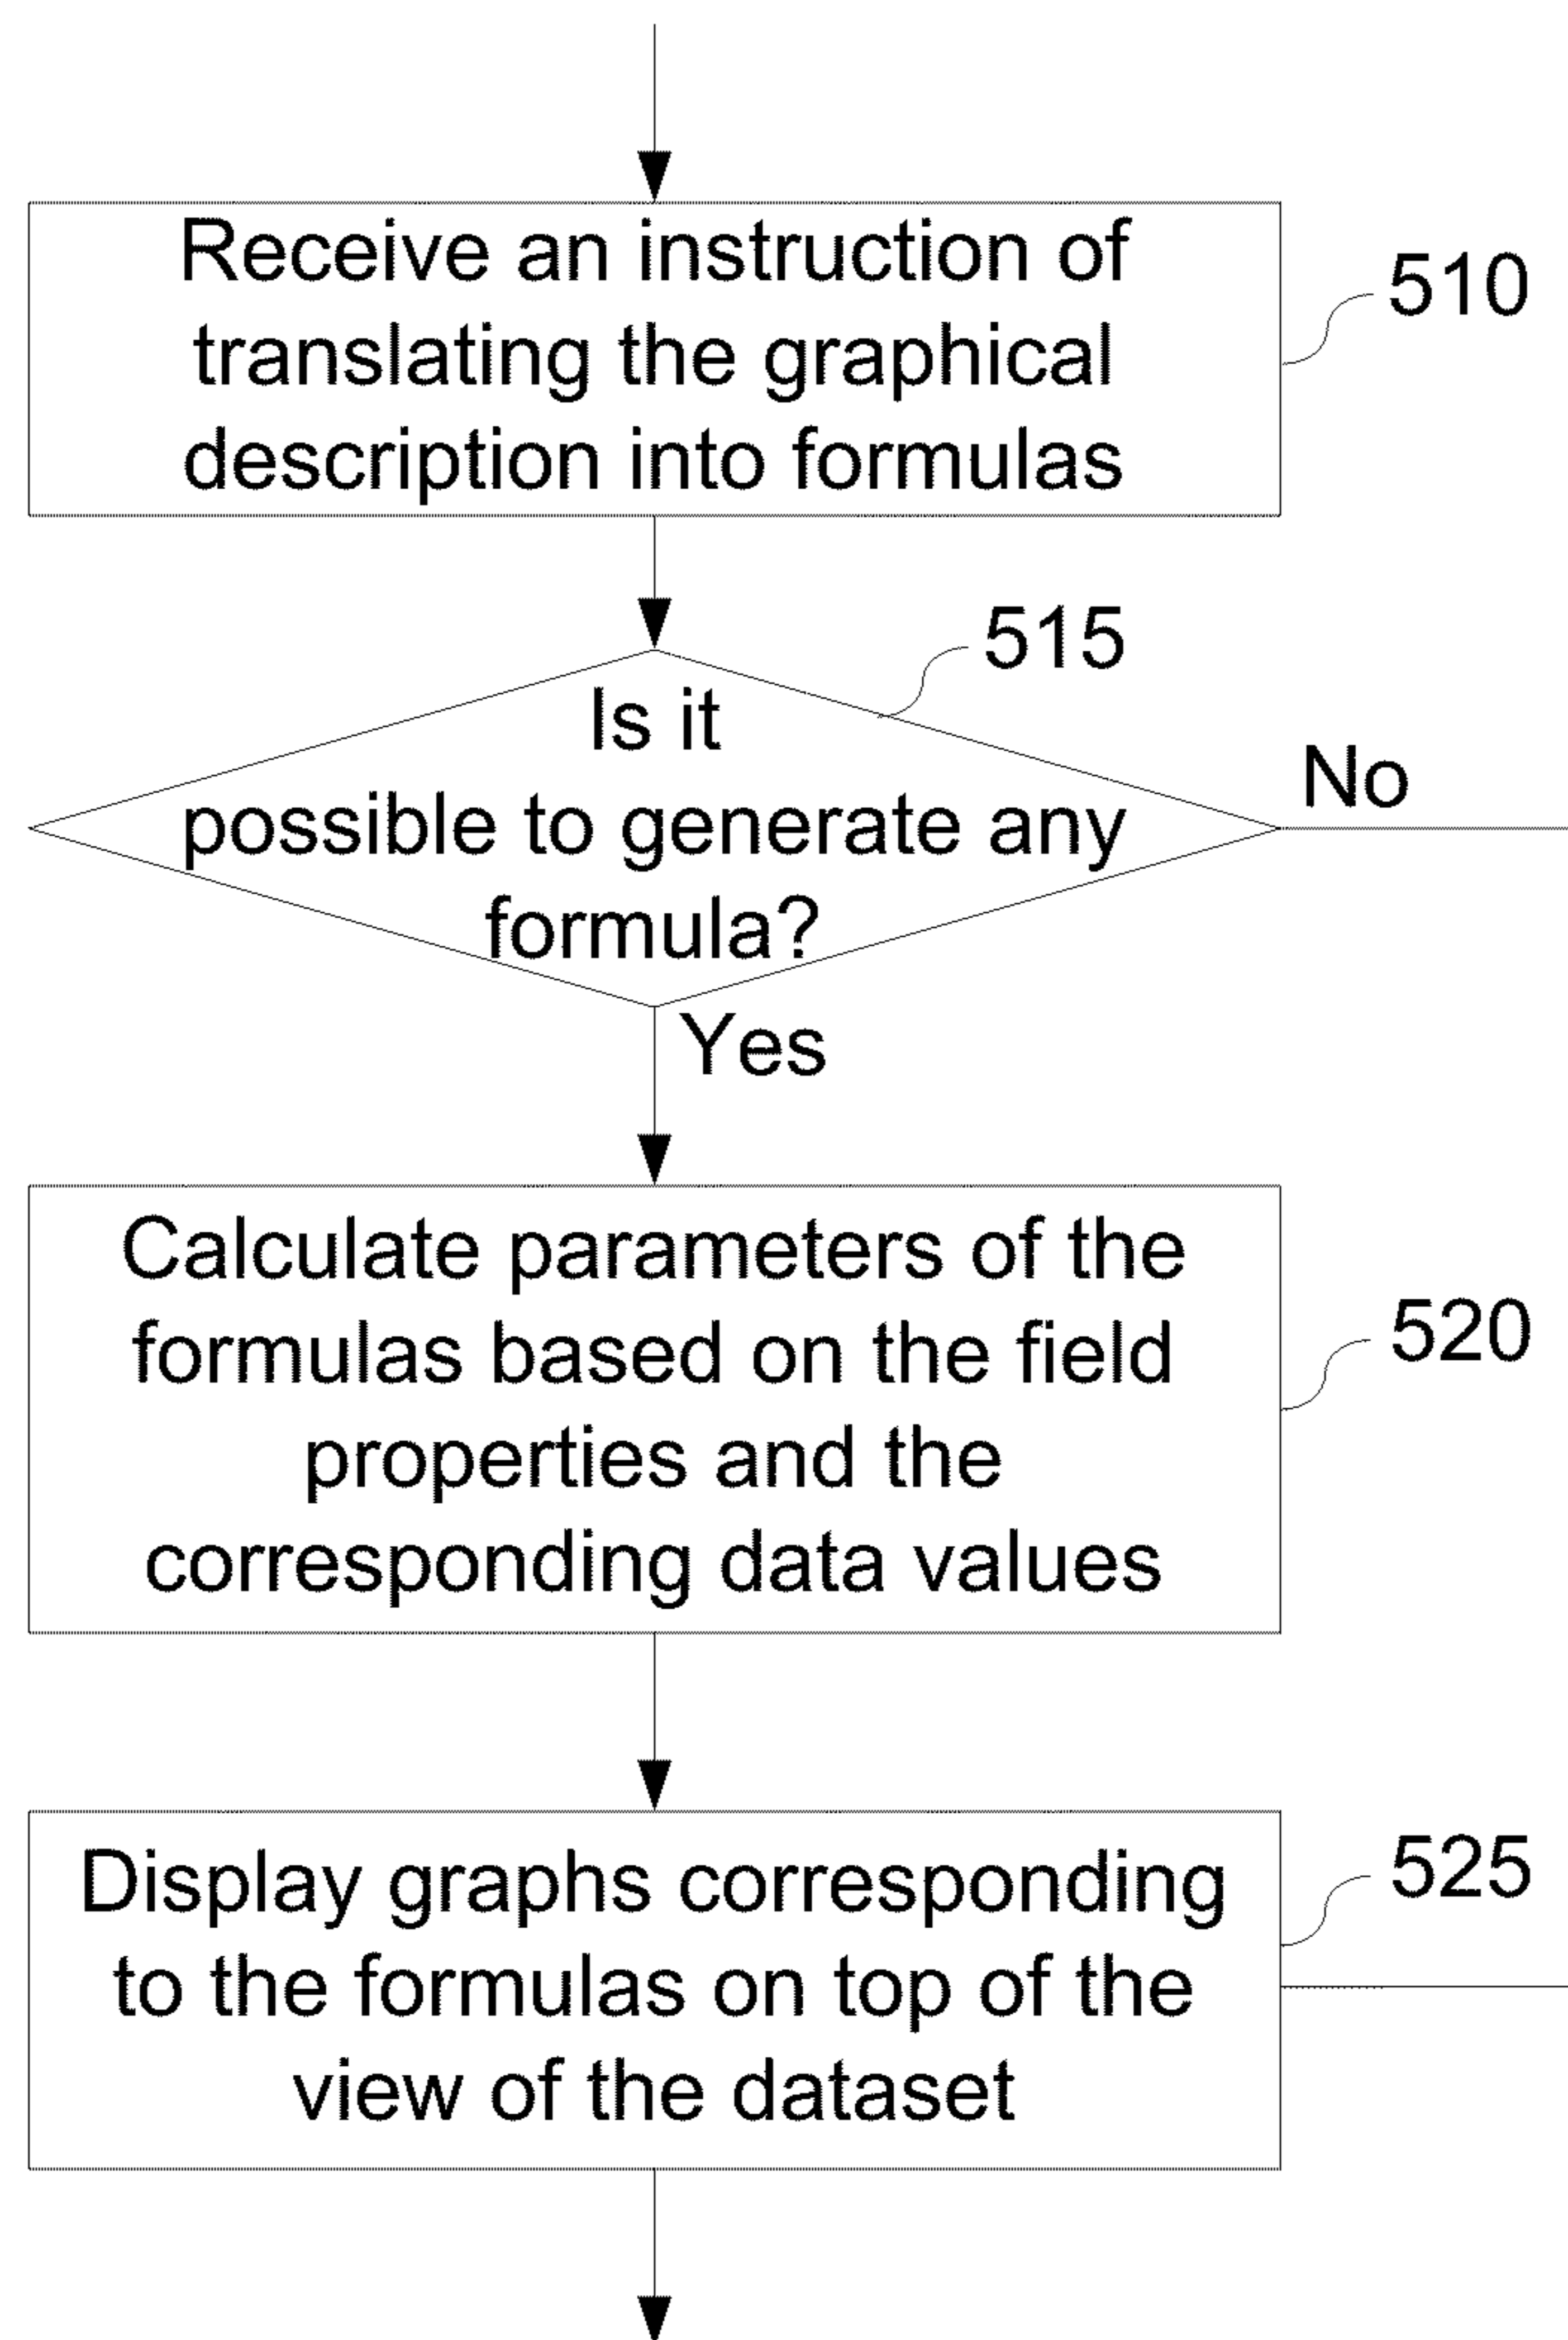 Receive an instruction of
translating the graphical
description into formulas
510
515
Is it
possible to generate any
formula?
No
Yes
Calculate parameters of the
formulas based on the field
properties and the
corresponding data values
520
Display graphs corresponding
to the formulas on top of the
view of the dataset
525